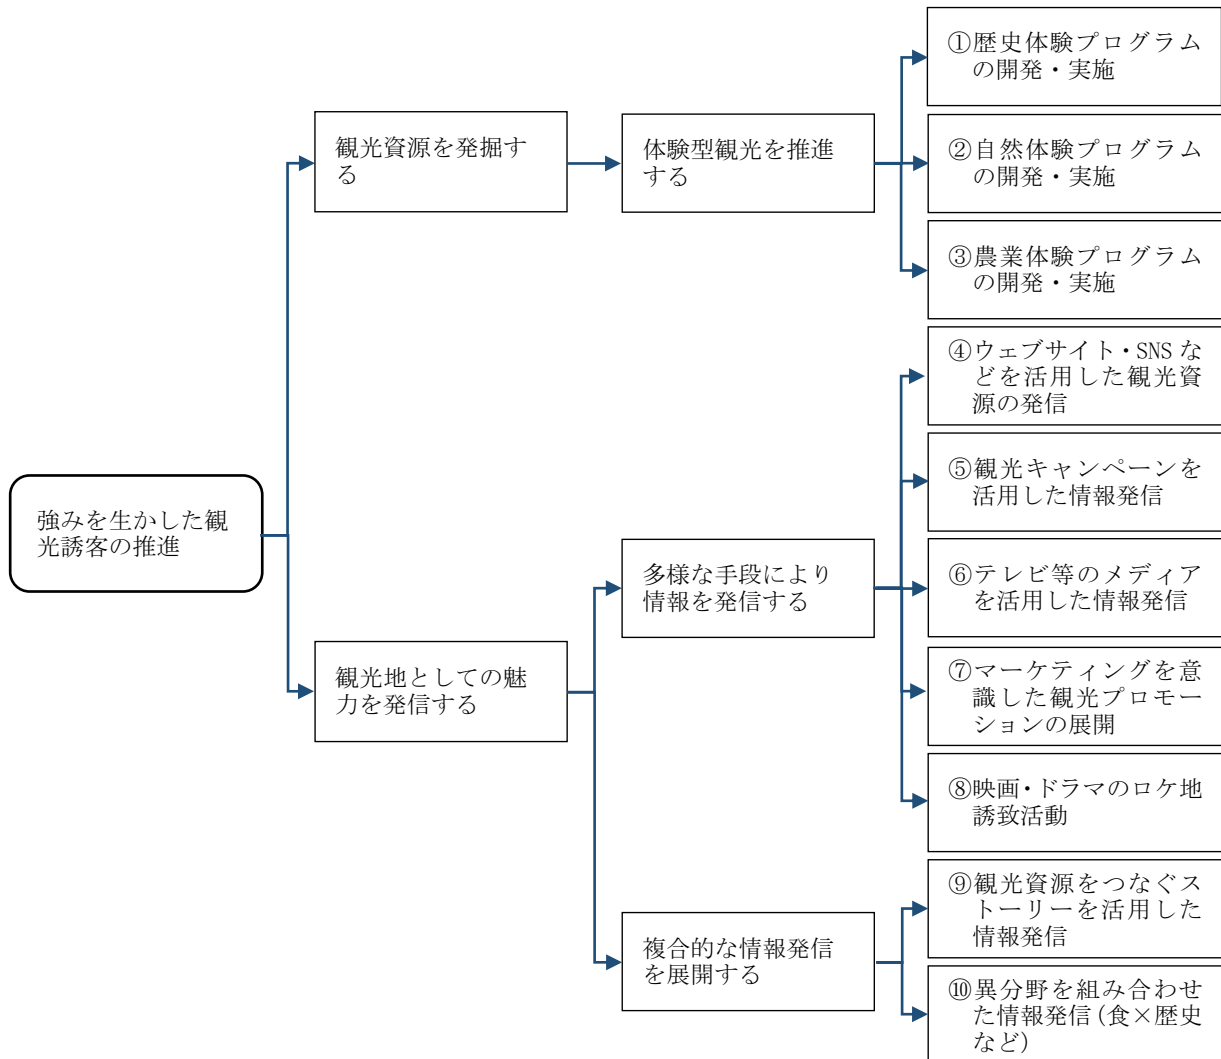 ①歴史体験プログラム
の開発・実施
観光資源を発掘す
る
体験型観光を推進
する
②自然体験プログラム
の開発・実施
③農業体験プログラム
の開発・実施
④ウェブサイト・SNS な
どを活用した観光資
源の発信
強みを生かした観
光誘客の推進
⑤観光キャンペーンを
活用した情報発信
多様な手段により
情報を発信する
⑥テレビ等のメディア
を活用した情報発信
観光地としての魅
力を発信する
⑦マーケティングを意
識した観光プロモー
ションの展開
⑧映画・ドラマのロケ地
誘致活動
複合的な情報発信
を展開する
⑨観光資源をつなぐス
トーリーを活用した
情報発信
⑩異分野を組み合わせ
た情報発信(食×歴史
など)